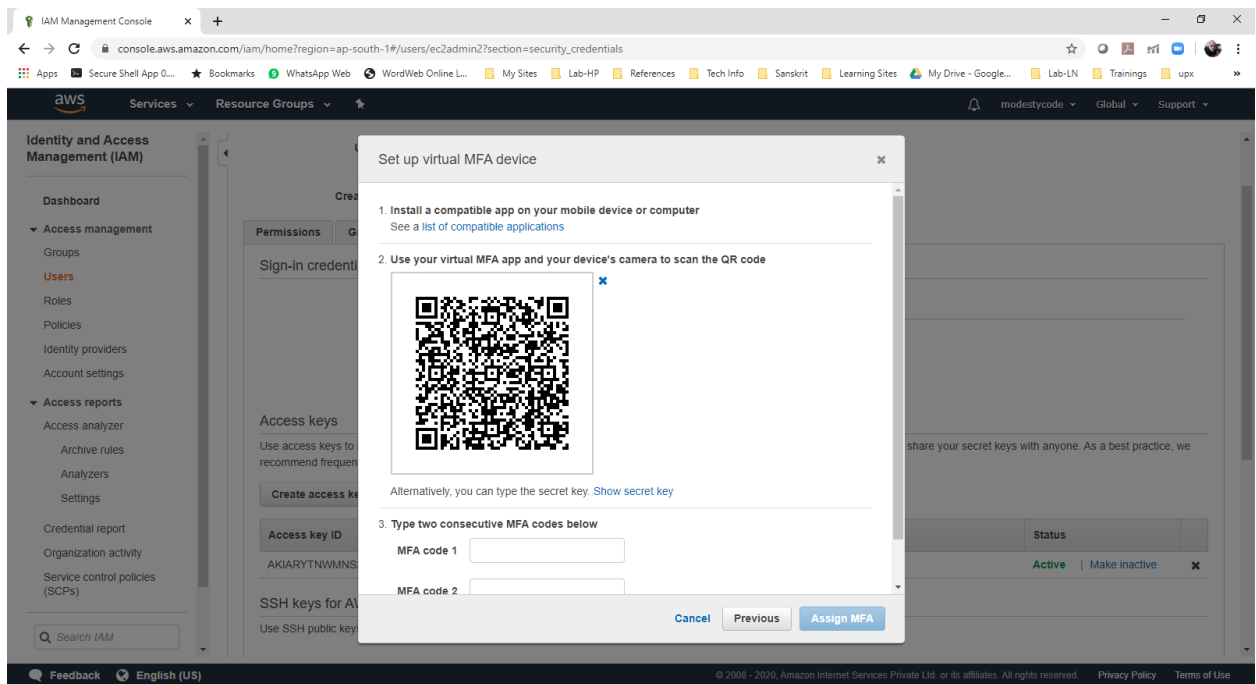 IAM Management Console
console.aws.amazon.com/iam/home?region=ap-south-1#/users/ec2admin2?section=security_credentials
Apps Secure Shell App 0.... Bookmarks WhatsApp Web WordWeb Online L... My Sites Lab-HP References Tech Info Sanskrit Learning Sites My Drive - Google... Lab-LN Trainings upx
aws Services Resource Groups modestycode Global Support
Identity and Access
Management (IAM)
Dashboard
Access management
Groups
Users
Roles
Policies
Identity providers
Account settings
Access reports
Access analyzer
Archive rules
Analyzers
Settings
Credential report
Organization activity
Service control policies
(SCPs)
Search IAM
Crea
Permissions G
Sign-in credenti
Access keys
Use access keys to share your secret keys with anyone. As a best practice, we
recommend frequen
Create access ke
Access key ID Status
AKIARYTNWMNS Active | Make inactive
SSH keys for AV
Use SSH public key
Set up virtual MFA device
1. Install a compatible app on your mobile device or computer
See a list of compatible applications
2. Use your virtual MFA app and your device's camera to scan the QR code
Alternatively, you can type the secret key. Show secret key
3. Type two consecutive MFA codes below
MFA code 1
MFA code 2
Cancel Previous Assign MFA
Feedback English (US) © 2008 - 2020, Amazon Internet Services Private Ltd. or its affiliates. All rights reserved. Privacy Policy Terms of Use